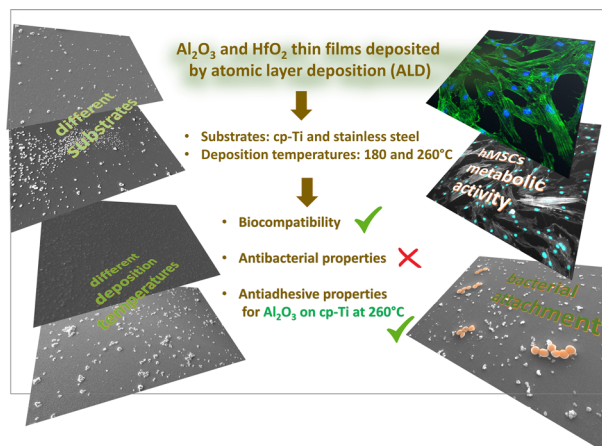 Al₂O₃ and HfO₂ thin films deposited
by atomic layer deposition (ALD)
• Substrates: cp-Ti and stainless steel
• Deposition temperatures: 180 and 260°C
• Biocompatibility
• Antibacterial properties
• Antiadhesive properties
for Al₂O₃ on cp-Ti at 260°C
different
Substrates
different
deposition
temperatures
hMSCs
metabolic
activity
bacterial
attachment